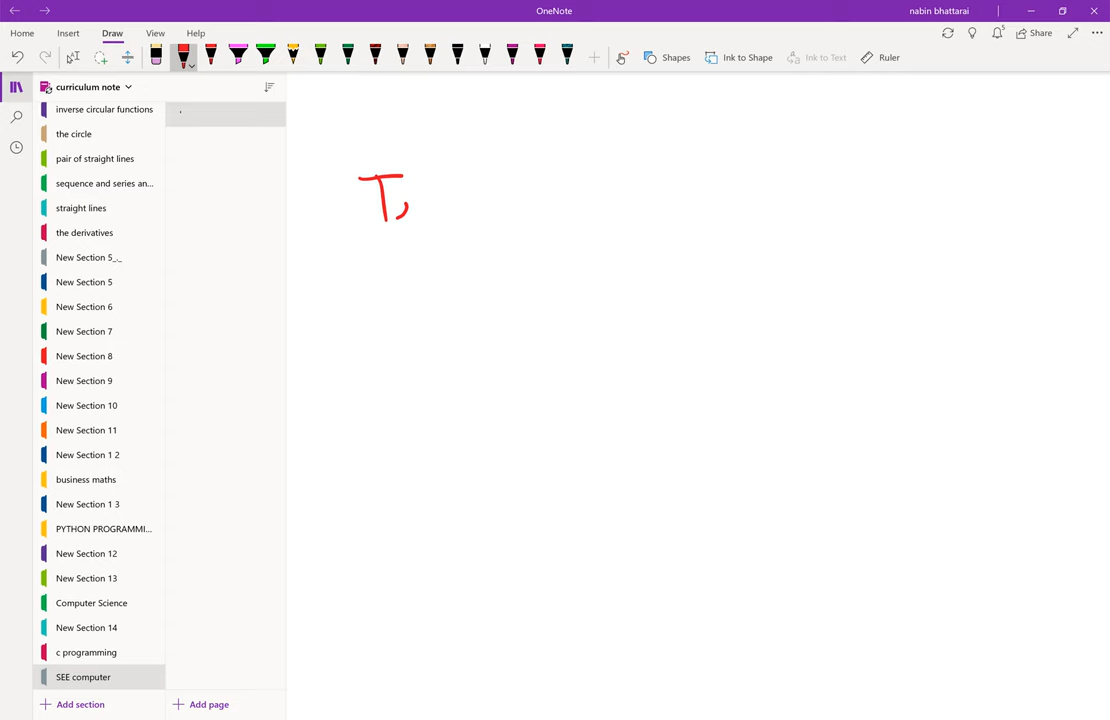 OneNote
nabin bhattarai
Home Insert Draw View Help
5 Share
Shapes Ink to Shape Ink to Text Ruler
curriculum note
inverse circular functions
the circle
pair of straight lines
sequence and series an...
straight lines
the derivatives
New Section 5_._
New Section 5
New Section 6
New Section 7
New Section 8
New Section 9
New Section 10
New Section 11
New Section 1 2
business maths
New Section 1 3
PYTHON PROGRAMMI...
New Section 12
New Section 13
Computer Science
New Section 14
c programming
SEE computer
Add section Add page
T,